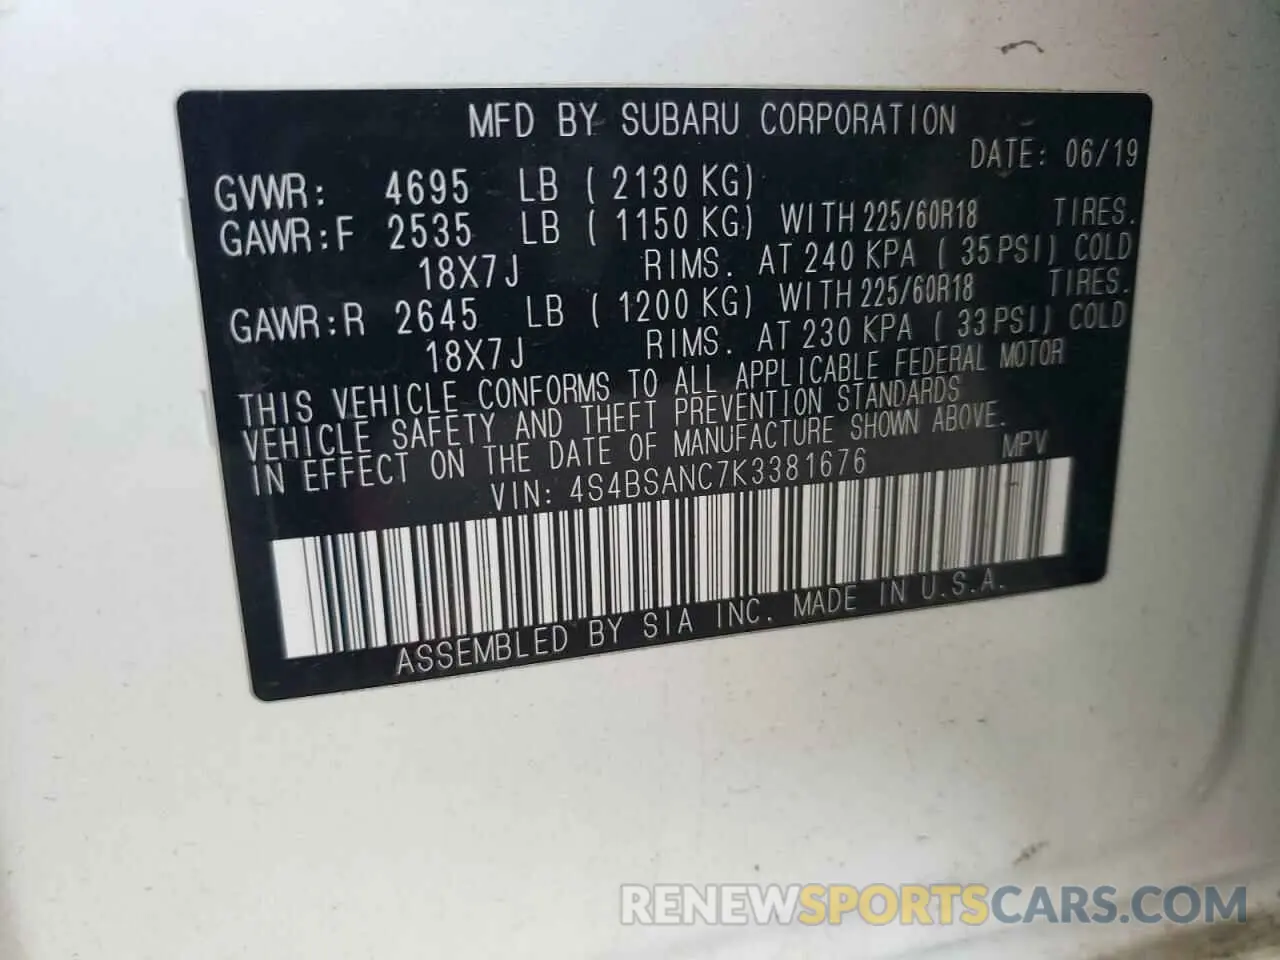 MFD BY SUBARU CORPORATION
DATE: 06/19
GVWR: 4695 LB ( 2130 KG)
GAWR:F 2535 LB ( 1150 KG) WITH 225/60R18 TIRES.
18X7J RIMS. AT 240 KPA ( 35PSI) COLD
GAWR:R 2645 LB ( 1200 KG) WITH 225/60R18 TIRES.
18X7J RIMS. AT 230 KPA ( 33PSI) COLD
THIS VEHICLE CONFORMS TO ALL APPLICABLE FEDERAL MOTOR
VEHICLE SAFETY AND THEFT PREVENTION STANDARDS
IN EFFECT ON THE DATE OF MANUFACTURE SHOWN ABOVE.
VIN: 4S4BSANC7K3381676 MPV
ASSEMBLED BY SIA INC. MADE IN U.S.A.
RENEWSPORTSCARS.COM